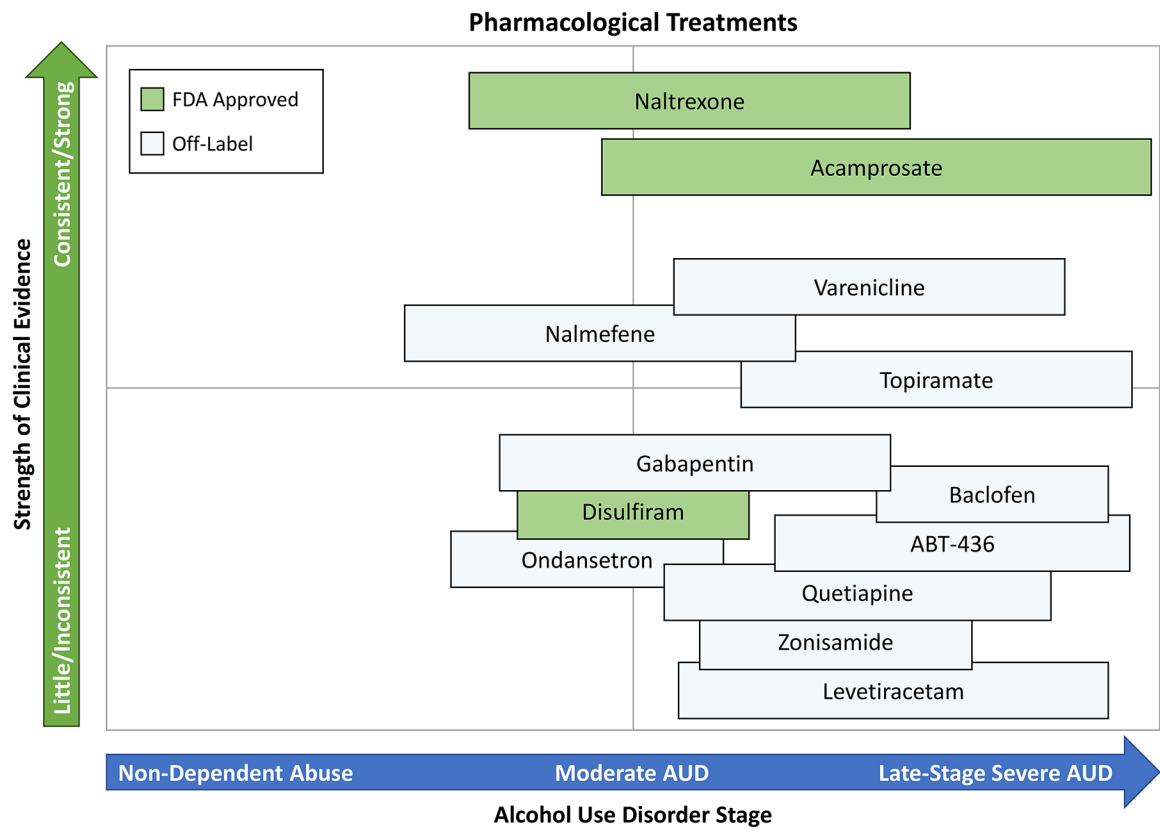 Pharmacological Treatments
FDA Approved
Off-Label
Naltrexone
Acamprosate
Varenicline
Nalmefene
Topiramate
Gabapentin
Baclofen
Disulfiram
ABT-436
Ondansetron
Quetiapine
Zonisamide
Levetiracetam
Strength of Clinical Evidence
Consistent/Strong
Little/Inconsistent
Non-Dependent Abuse
Moderate AUD
Late-Stage Severe AUD
Alcohol Use Disorder Stage